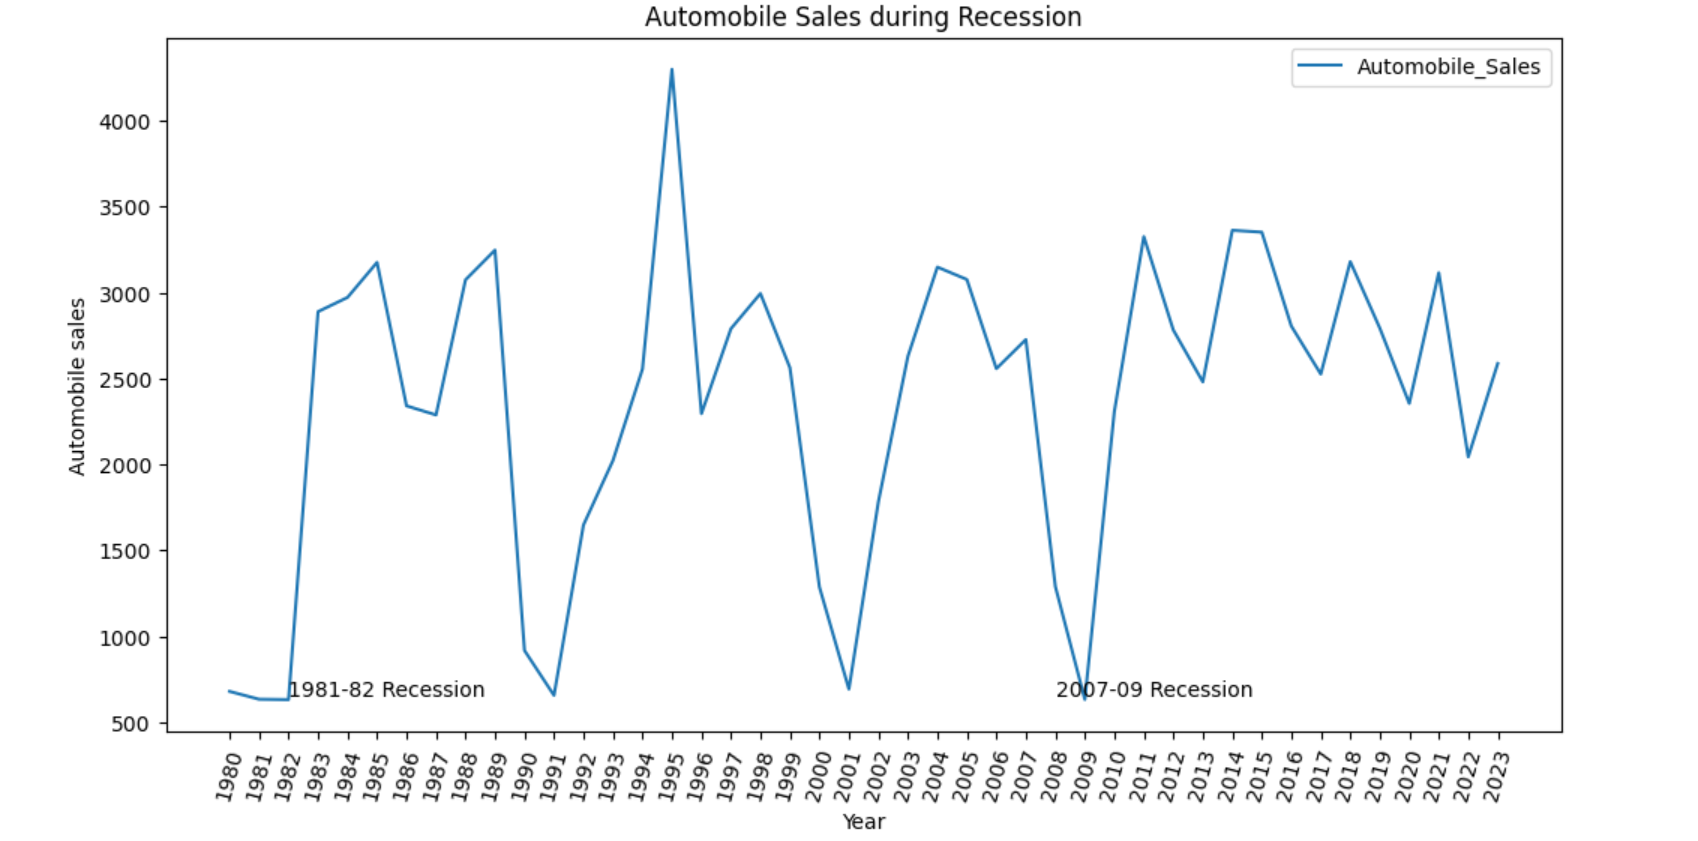 Automobile Sales during Recession
Automobile_Sales
4000
3500
3000
2500
2000
1500
1000
500
Automobile sales
1981-82 Recession
2007-09 Recession
1980 1981 1982 1983 1984 1985 1986 1987 1988 1989 1990 1991 1992 1993 1994 1995 1996 1997 1998 1999 2000 2001 2002 2003 2004 2005 2006 2007 2008 2009 2010 2011 2012 2013 2014 2015 2016 2017 2018 2019 2020 2021 2022 2023
Year